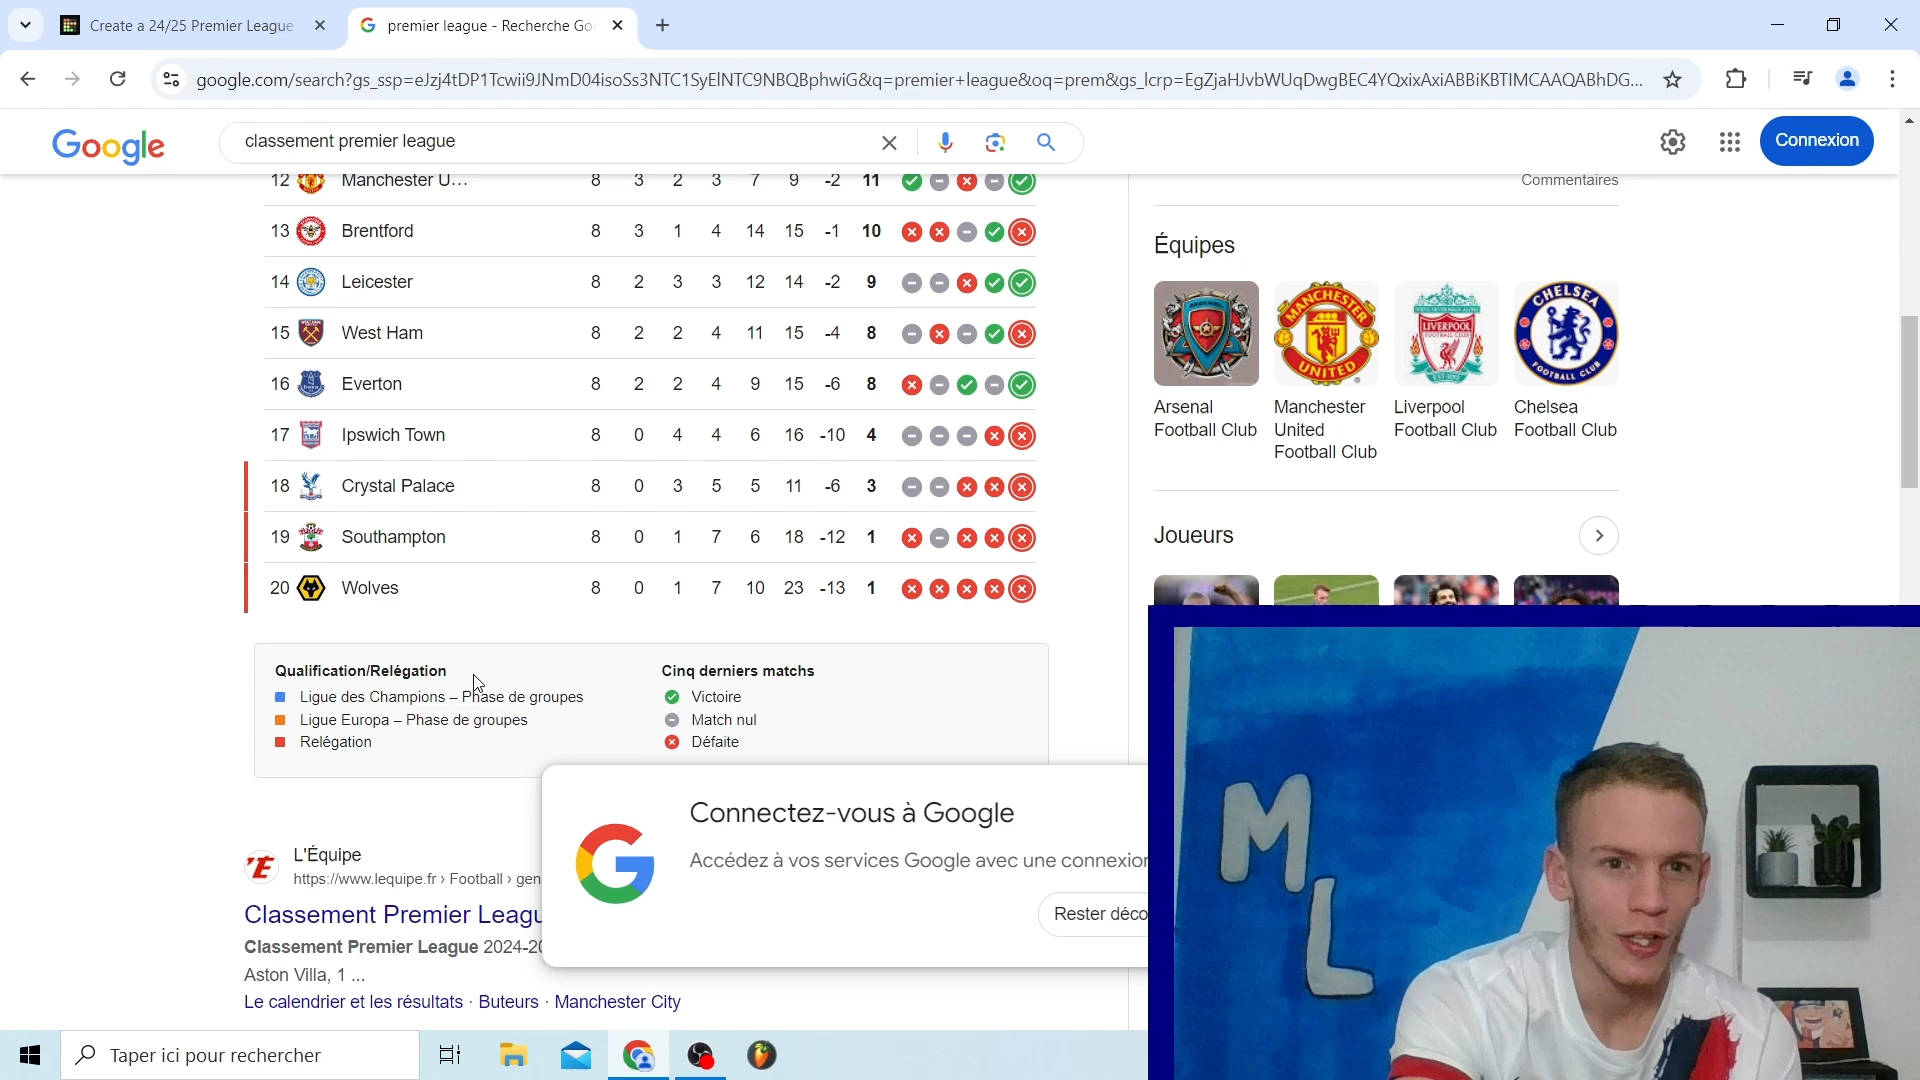 Create a 24/25 Premier League
premier league - Recherche Go
google.com/search?gs_ssp=eJzj4tDP1Tcwii9JNmD04isoSs3NTC1SyElNTC9NBQBphwiG&q=premier+league&oq=prem&gs_lcrp=EgZjaHJvbWUqDwgBEC4YQxixAxiABBiKBTIMCAAQABhDG...
Google
classement premier league
Connexion
12 Manchester U... 8 3 2 3 7 9 -2 11
13 Brentford 8 3 1 4 14 15 -1 10
14 Leicester 8 2 3 3 12 14 -2 9
15 West Ham 8 2 2 4 11 15 -4 8
16 Everton 8 2 2 4 9 15 -6 8
17 Ipswich Town 8 0 4 4 6 16 -10 4
18 Crystal Palace 8 0 3 5 5 11 -6 3
19 Southampton 8 0 1 7 6 18 -12 1
20 Wolves 8 0 1 7 10 23 -13 1
Qualification/Relégation
Ligue des Champions – Phase de groupes
Ligue Europa – Phase de groupes
Relégation
Cinq derniers matchs
Victoire
Match nul
Défaite
Commentaires
Équipes
MANCHESTER
UNITED
LIVERPOOL
FOOTBALL CLUB
CHELSEA
FOOTBALL CLUB
Arsenal
Football Club
Manchester
United
Football Club
Liverpool
Football Club
Chelsea
Football Club
Joueurs
Connectez-vous à Google
Accédez à vos services Google avec une connexion
Rester déco
L'Équipe
https://www.lequipe.fr › Football › gen
Classement Premier Leagu
Classement Premier League 2024-20
Aston Villa, 1 ...
Le calendrier et les résultats · Buteurs · Manchester City
ML
Taper ici pour rechercher